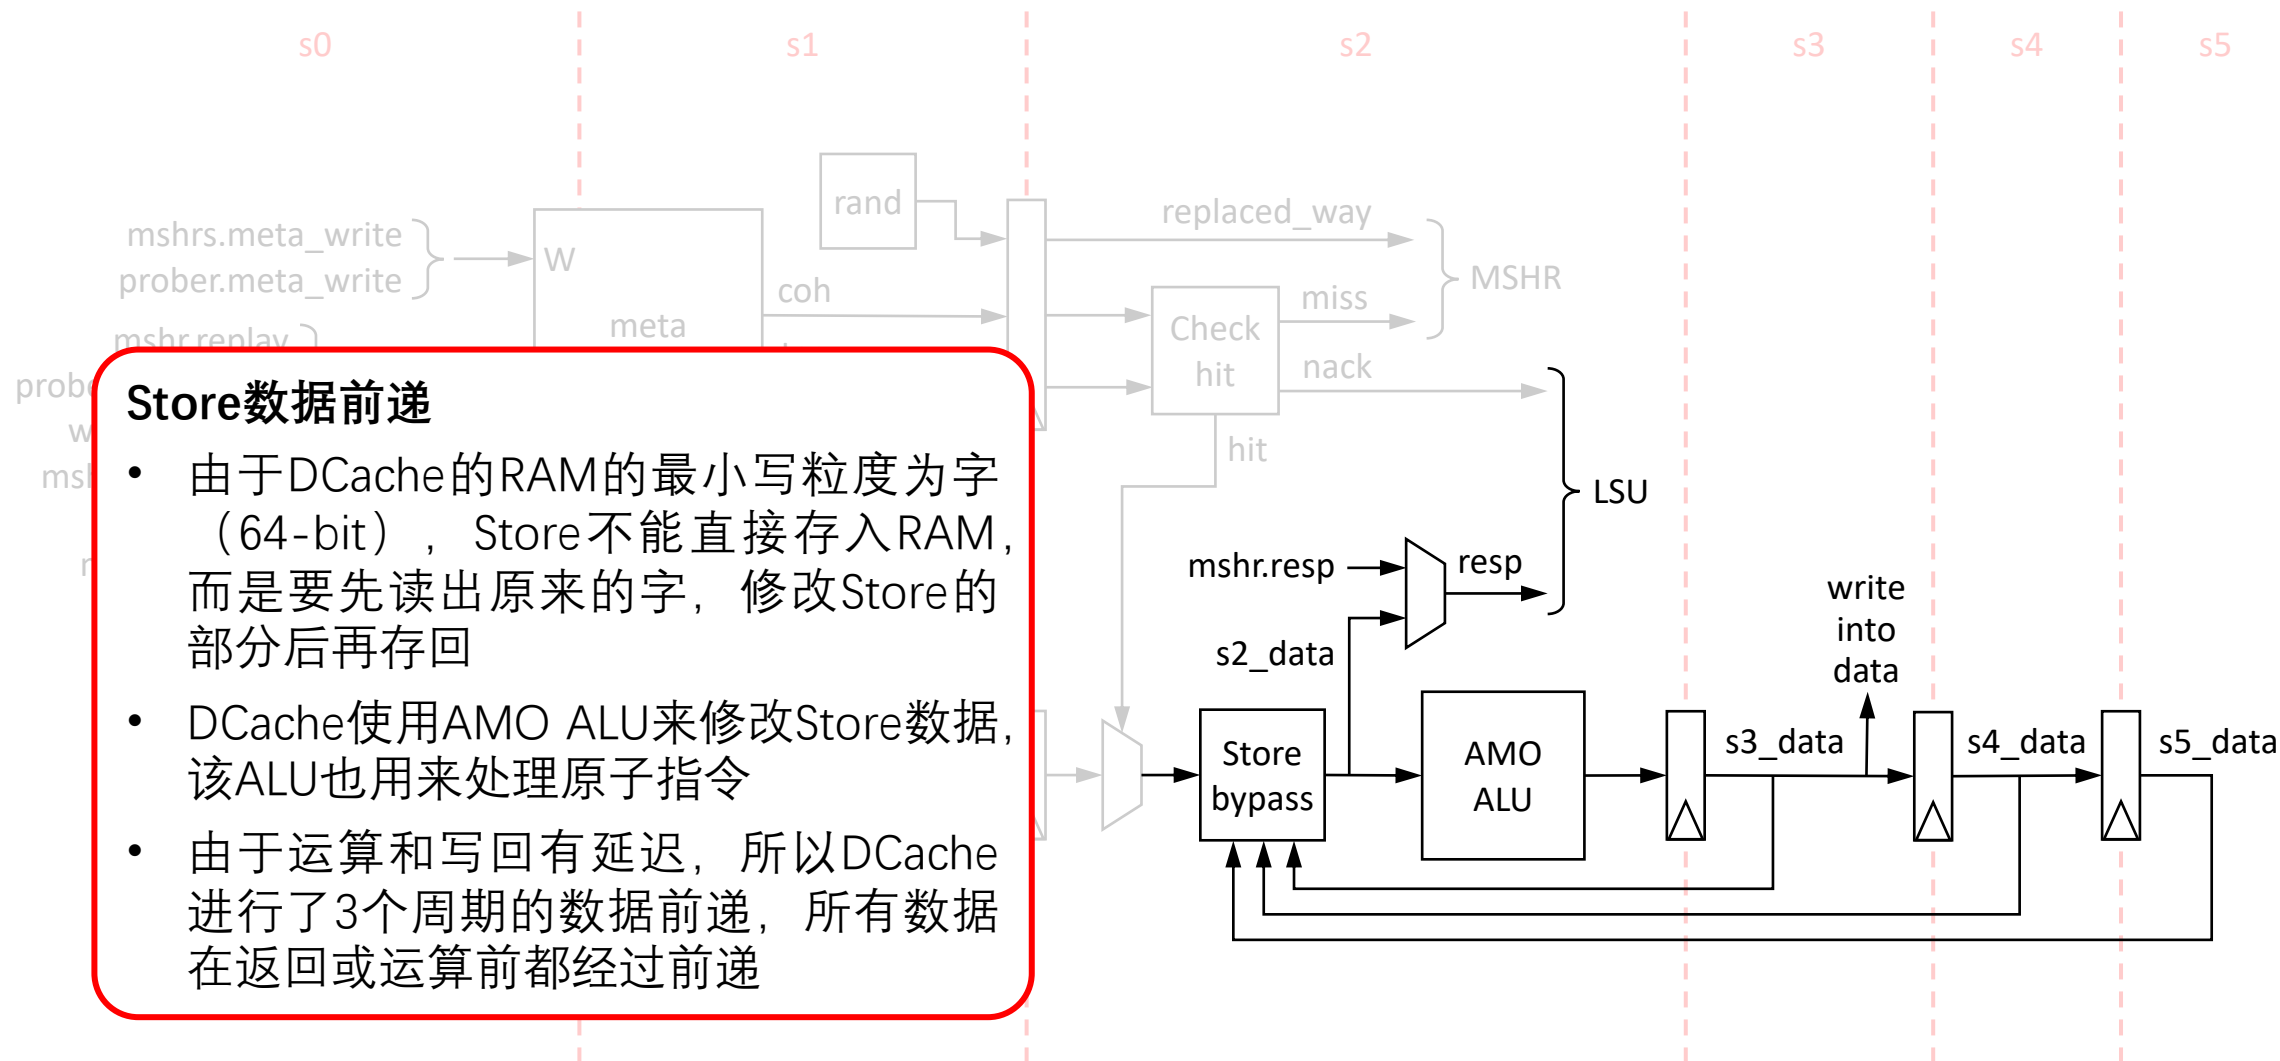 s0
s1
s2
s3
s4
s5
rand
replaced_way
mshrs.meta_write
prober.meta_write
W
coh
meta
miss
MSHR
mshr.replay
Check
hit
nack
hit
LSU
Store数据前递
• 由于DCache的RAM的最小写粒度为字
（64-bit），Store不能直接存入RAM，
而是要先读出原来的字，修改Store的
部分后再存回
• DCache使用AMO ALU来修改Store数据，
该ALU也用来处理原子指令
• 由于运算和写回有延迟，所以DCache
进行了3个周期的数据前递，所有数据
在返回或运算前都经过前递
mshr.resp
resp
s2_data
write
into
data
Store
bypass
AMO
ALU
s3_data
s4_data
s5_data